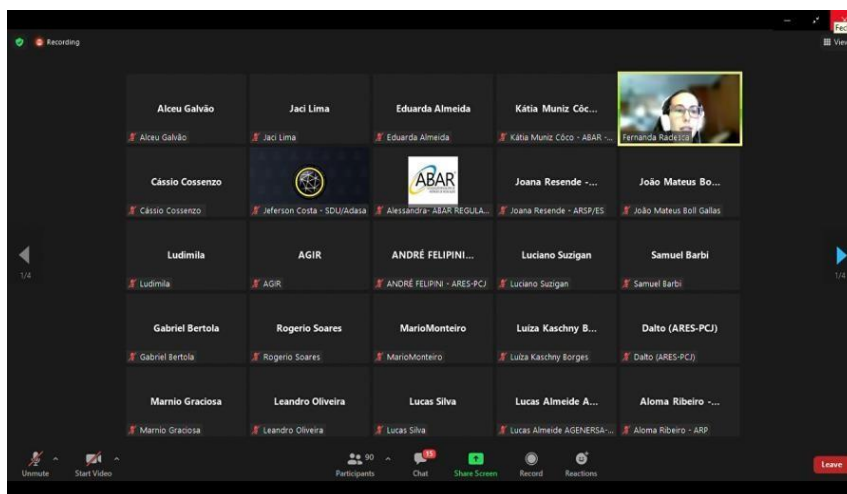 Fec
Recording
View
Alceu Galvão
Jaci Lima
Eduarda Almeida
Kátia Muniz Côc...
Alceu Galvão
Jaci Lima
Eduarda Almeida
Kátia Muniz Côco - ABAR -...
Fernanda Radesca
Cássio Cossenzo
ABAR
Joana Resende -...
João Mateus Bo...
Cássio Cossenzo
Jeferson Costa - SDU/Adasa
Alessandra- ABAR REGULA...
Joana Resende - ARSP/ES
João Mateus Boll Gallas
Ludimila
AGIR
ANDRÉ FELIPINI...
Luciano Suzigan
Samuel Barbi
1/4
1/4
Ludimila
AGIR
ANDRÉ FELIPINI - ARES-PCJ
Luciano Suzigan
Samuel Barbi
Gabriel Bertola
Rogerio Soares
MarioMonteiro
Luíza Kaschny B...
Dalto (ARES-PCJ)
Gabriel Bertola
Rogerio Soares
MarioMonteiro
Luíza Kaschny Borges
Dalto (ARES-PCJ)
Marnio Graciosa
Leandro Oliveira
Lucas Silva
Lucas Almeide A...
Aloma Ribeiro -...
Marnio Graciosa
Leandro Oliveira
Lucas Silva
Lucas Almeide AGENERSA-...
Aloma Ribeiro - ARP
90
15
Unmute
Start Video
Participants
Chat
Share Screen
Record
Reactions
Leave